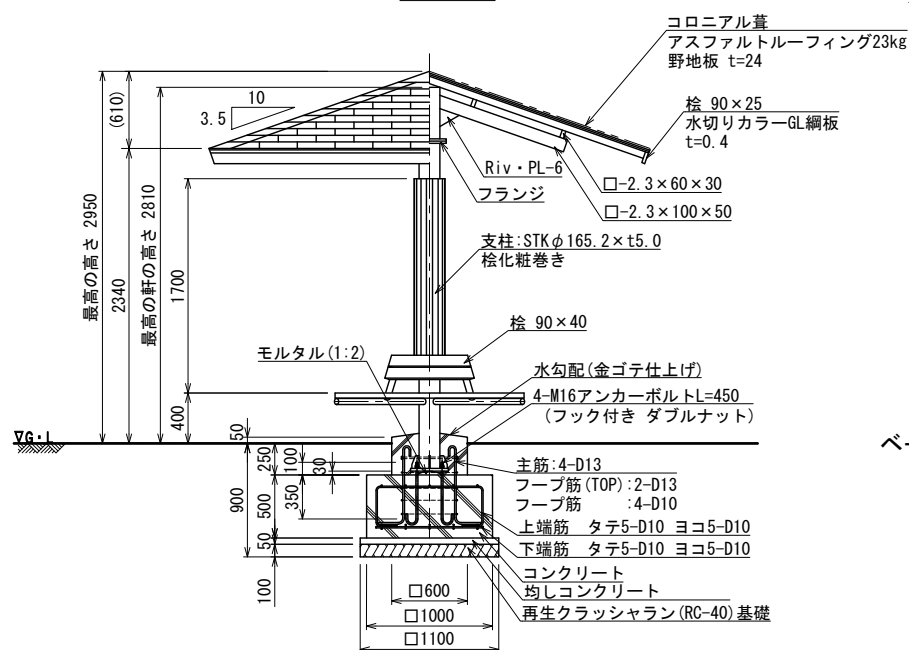 コロニアル葺
アスファルトルーフィング23kg
野地板 t=24
桧 90×25
水切りカラーGL綱板
t=0.4
10
3.5
(610)
Riv・PL-6
フランジ
□-2.3×60×30
□-2.3×100×50
最高の高さ 2950
2340
最高の軒の高さ 2810
1700
支柱:STKφ165.2×t5.0
桧化粧巻き
桧 90×40
モルタル(1:2)
水勾配(金ゴテ仕上げ)
4-M16アンカーボルトL=450
(フック付き ダブルナット)
400
▽G・L
50
250
100
30
900
500
350
50
100
主筋:4-D13
フープ筋(TOP):2-D13
フープ筋 :4-D10
上端筋 タテ5-D10 ヨコ5-D10
下端筋 タテ5-D10 ヨコ5-D10
コンクリート
均しコンクリート
再生クラッシャラン(RC-40)基礎
□600
□1000
□1100
ベ